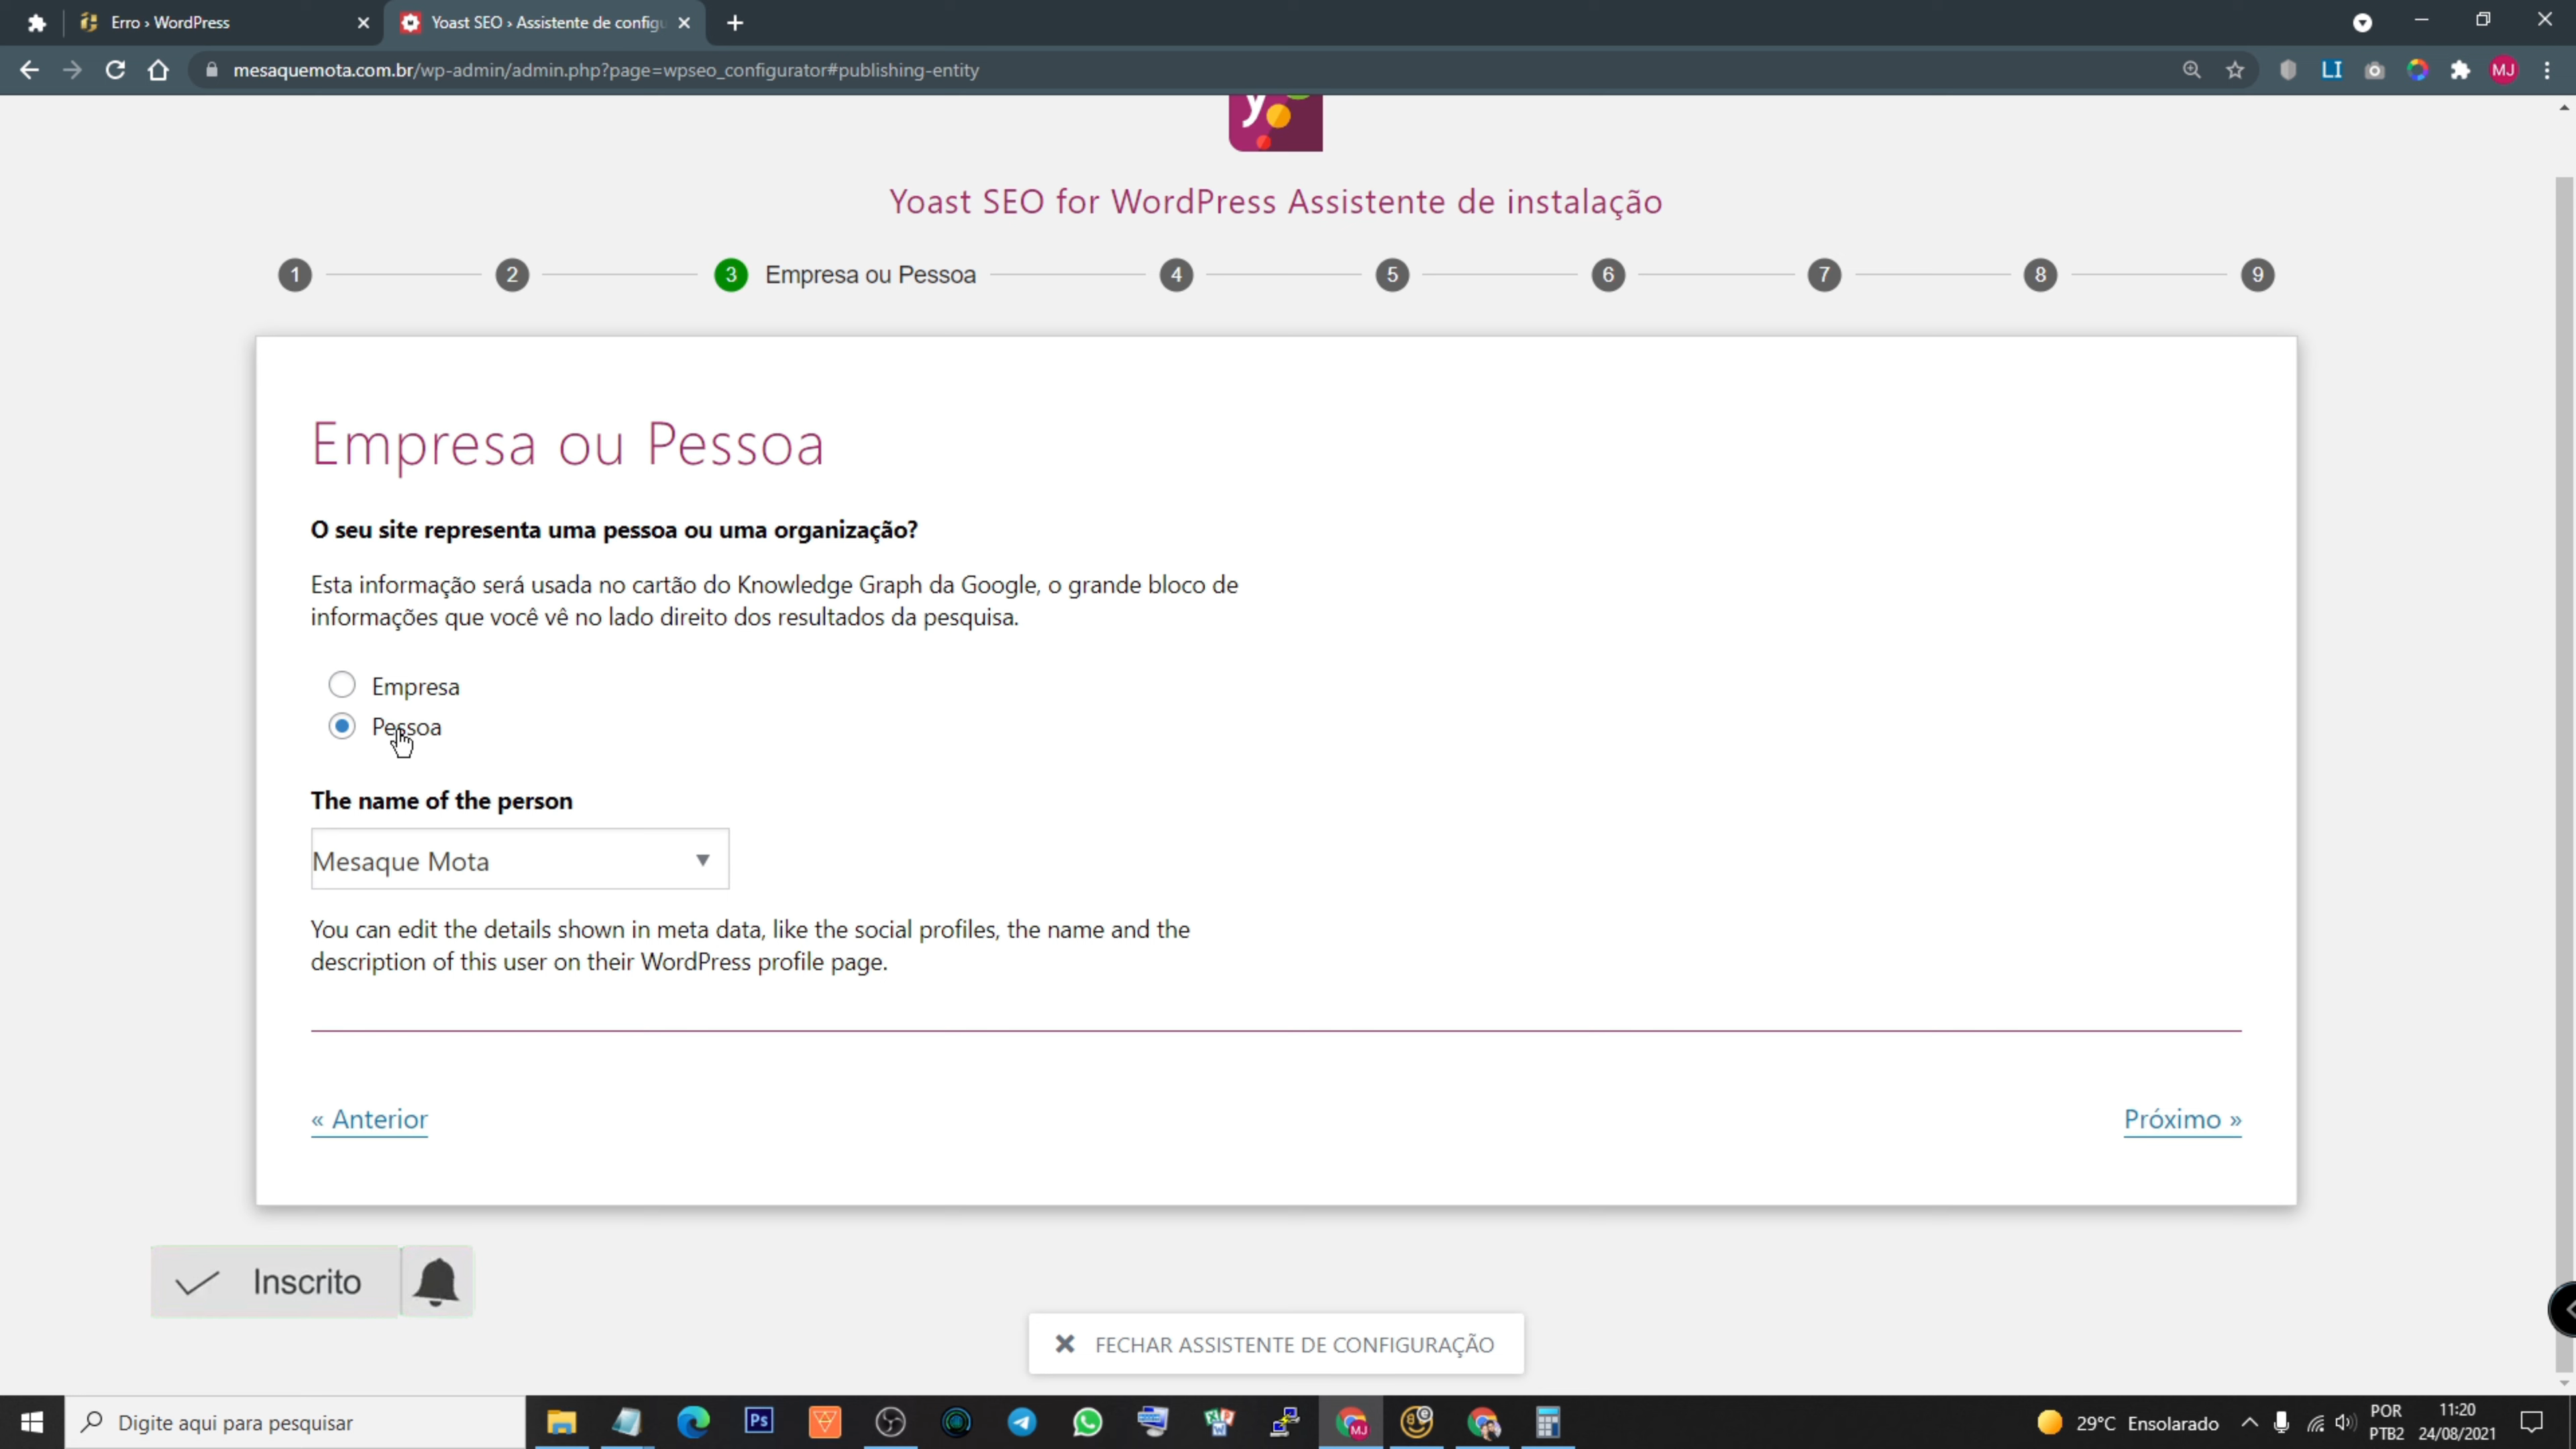 Erro › WordPress
Yoast SEO › Assistente de configu
mesaquemota.com.br/wp-admin/admin.php?page=wpseo_configurator#publishing-entity
LI
MJ
y
Yoast SEO for WordPress Assistente de instalação
1 2 3 Empresa ou Pessoa 4 5 6 7 8 9
Empresa ou Pessoa
O seu site representa uma pessoa ou uma organização?
Esta informação será usada no cartão do Knowledge Graph da Google, o grande bloco de
informações que você vê no lado direito dos resultados da pesquisa.
Empresa
Pessoa
The name of the person
Mesaque Mota
You can edit the details shown in meta data, like the social profiles, the name and the
description of this user on their WordPress profile page.
« Anterior
Próximo »
Inscrito
FECHAR ASSISTENTE DE CONFIGURAÇÃO
Digite aqui para pesquisar
Ps
MJ
29°C Ensolarado
POR
PTB2
11:20
24/08/2021